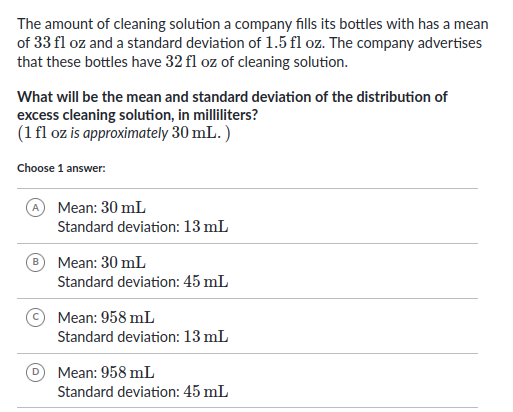 The amount of cleaning solution a company fills its bottles with has a mean
of 33 fl oz and a standard deviation of 1.5 fl oz. The company advertises
that these bottles have 32 fl oz of cleaning solution.
What will be the mean and standard deviation of the distribution of
excess cleaning solution, in milliliters?
(1 fl oz is approximately 30 mL. )
Choose 1 answer:
A Mean: 30 mL
Standard deviation: 13 mL
B Mean: 30 mL
Standard deviation: 45 mL
C Mean: 958 mL
Standard deviation: 13 mL
D Mean: 958 mL
Standard deviation: 45 mL